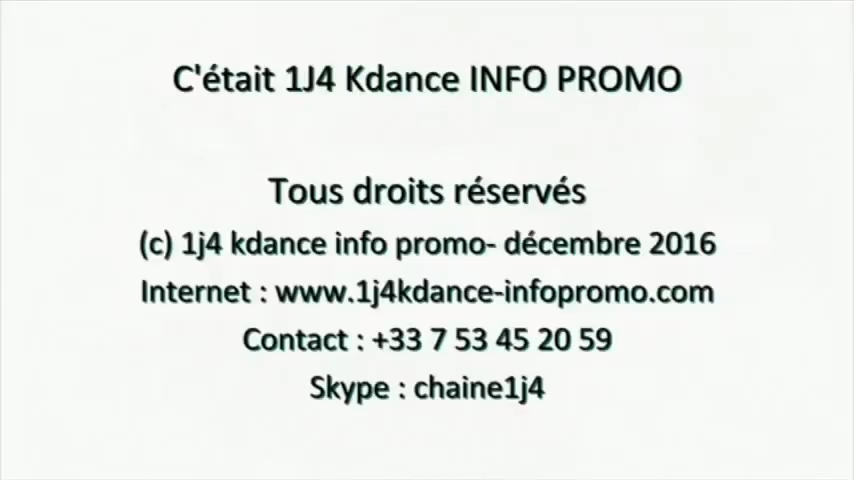 C'était 1J4 Kdance INFO PROMO
Tous droits réservés
(c) 1j4 kdance info promo- décembre 2016
Internet : www.1j4kdance-infopromo.com
Contact : +33 7 53 45 20 59
Skype : chaine1j4